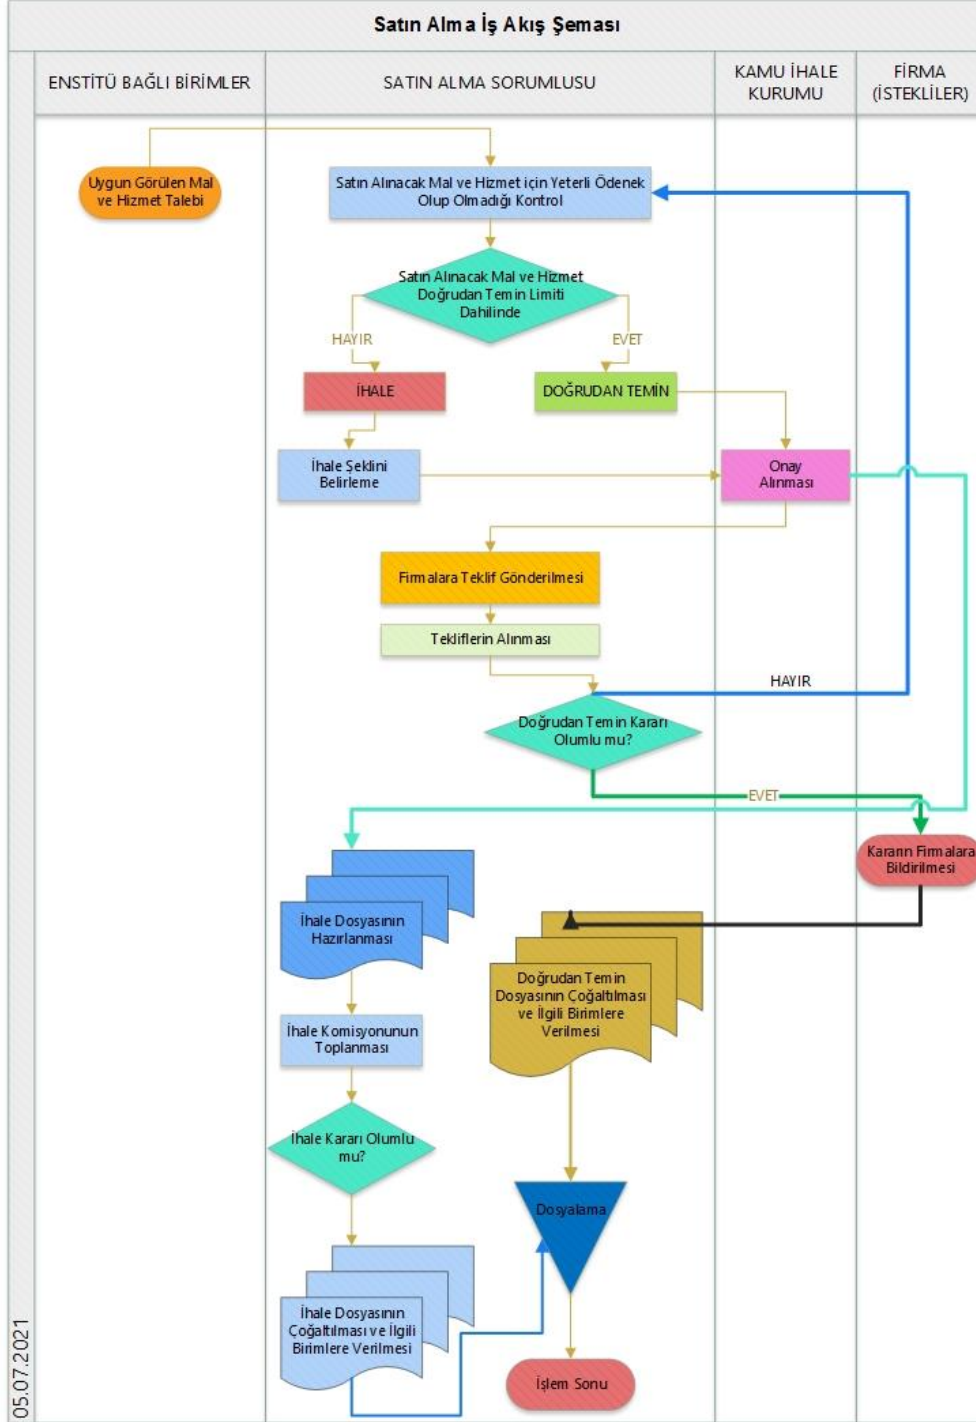 Satın Alma İş Akış Şeması
ENSTİTÜ BAĞLI BİRİMLER
SATIN ALMA SORUMLUSU
KAMU İHALE
KURUMU
FİRMA
(İSTEKLİLER)
Uygun Görülen Mal
ve Hizmet Talebi
Satın Alınacak Mal ve Hizmet için Yeterli Ödenek
Olup Olmadığı Kontrol
Satın Alınacak Mal ve Hizmet
Doğrudan Temin Limiti
Dahilinde
HAYIR
EVET
İHALE
DOĞRUDAN TEMİN
İhale Şeklini
Belirleme
Onay
Alınması
Firmalara Teklif Gönderilmesi
Tekliflerin Alınması
HAYIR
Doğrudan Temin Kararı
Olumlu mu?
EVET
Kararın Firmalara
Bildirilmesi
İhale Dosyasının
Hazırlanması
Doğrudan Temin
Dosyasının Çoğaltılması
ve İlgili Birimlere
Verilmesi
İhale Komisyonunun
Toplanması
İhale Kararı Olumlu
mu?
Dosyalama
İhale Dosyasının
Çoğaltılması ve İlgili
Birimlere Verilmesi
İşlem Sonu
05.07.2021